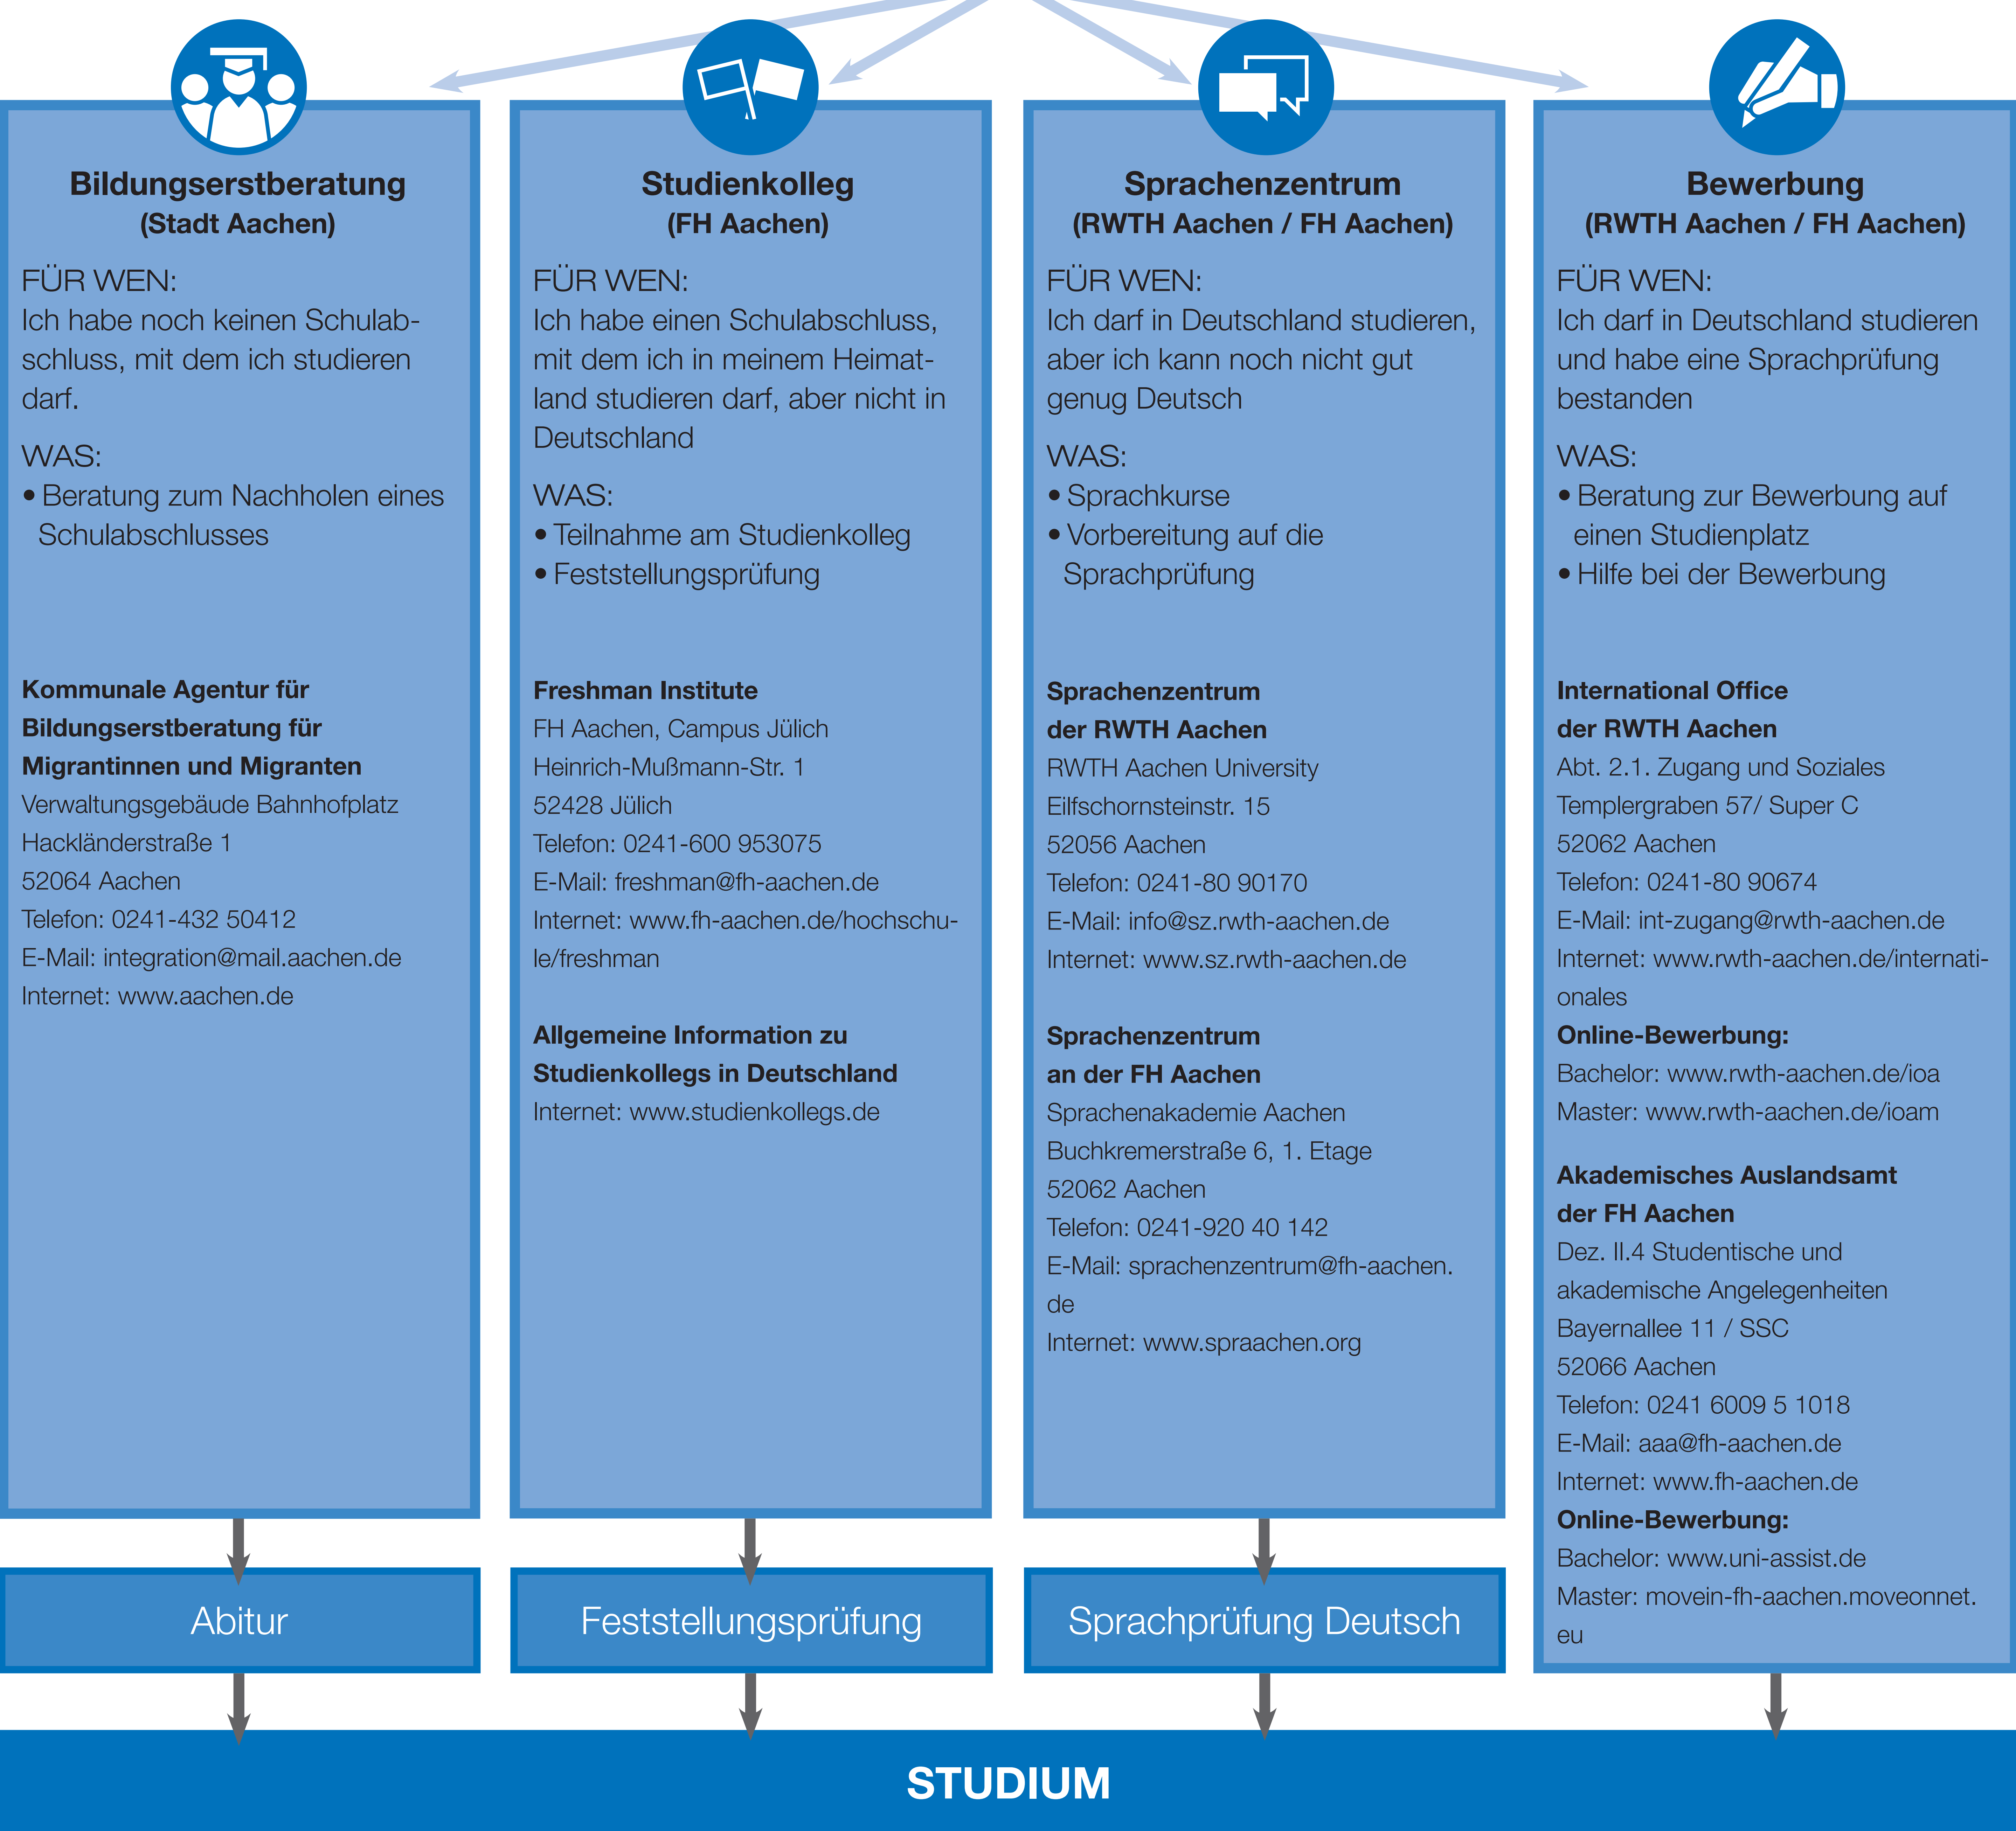 Bildungserstberatung
(Stadt Aachen)
FÜR WEN:
Ich habe noch keinen Schulab-
schluss, mit dem ich studieren
darf.
WAS:
• Beratung zum Nachholen eines
Schulabschlusses
Kommunale Agentur für
Bildungserstberatung für
Migrantinnen und Migranten
Verwaltungsgebäude Bahnhofplatz
Hackländerstraße 1
52064 Aachen
Telefon: 0241-432 50412
E-Mail: integration@mail.aachen.de
Internet: www.aachen.de
Abitur
Studienkolleg
(FH Aachen)
FÜR WEN:
Ich habe einen Schulabschluss,
mit dem ich in meinem Heimat-
land studieren darf, aber nicht in
Deutschland
WAS:
• Teilnahme am Studienkolleg
• Feststellungsprüfung
Freshman Institute
FH Aachen, Campus Jülich
Heinrich-Mußmann-Str. 1
52428 Jülich
Telefon: 0241-600 953075
E-Mail: freshman@fh-aachen.de
Internet: www.fh-aachen.de/hochschu-
le/freshman
Allgemeine Information zu
Studienkollegs in Deutschland
Internet: www.studienkollegs.de
Feststellungsprüfung
Sprachenzentrum
(RWTH Aachen / FH Aachen)
FÜR WEN:
Ich darf in Deutschland studieren,
aber ich kann noch nicht gut
genug Deutsch
WAS:
• Sprachkurse
• Vorbereitung auf die
Sprachprüfung
Sprachenzentrum
der RWTH Aachen
RWTH Aachen University
Eilfschornsteinstr. 15
52056 Aachen
Telefon: 0241-80 90170
E-Mail: info@sz.rwth-aachen.de
Internet: www.sz.rwth-aachen.de
Sprachenzentrum
an der FH Aachen
Sprachenakademie Aachen
Buchkremerstraße 6, 1. Etage
52062 Aachen
Telefon: 0241-920 40 142
E-Mail: sprachenzentrum@fh-aachen.
de
Internet: www.spraachen.org
Sprachprüfung Deutsch
Bewerbung
(RWTH Aachen / FH Aachen)
FÜR WEN:
Ich darf in Deutschland studieren
und habe eine Sprachprüfung
bestanden
WAS:
• Beratung zur Bewerbung auf
einen Studienplatz
• Hilfe bei der Bewerbung
International Office
der RWTH Aachen
Abt. 2.1. Zugang und Soziales
Templergraben 57/ Super C
52062 Aachen
Telefon: 0241-80 90674
E-Mail: int-zugang@rwth-aachen.de
Internet: www.rwth-aachen.de/internati-
onales
Online-Bewerbung:
Bachelor: www.rwth-aachen.de/ioa
Master: www.rwth-aachen.de/ioam
Akademisches Auslandsamt
der FH Aachen
Dez. II.4 Studentische und
akademische Angelegenheiten
Bayernallee 11 / SSC
52066 Aachen
Telefon: 0241 6009 5 1018
E-Mail: aaa@fh-aachen.de
Internet: www.fh-aachen.de
Online-Bewerbung:
Bachelor: www.uni-assist.de
Master: movein-fh-aachen.moveonnet.
eu
STUDIUM